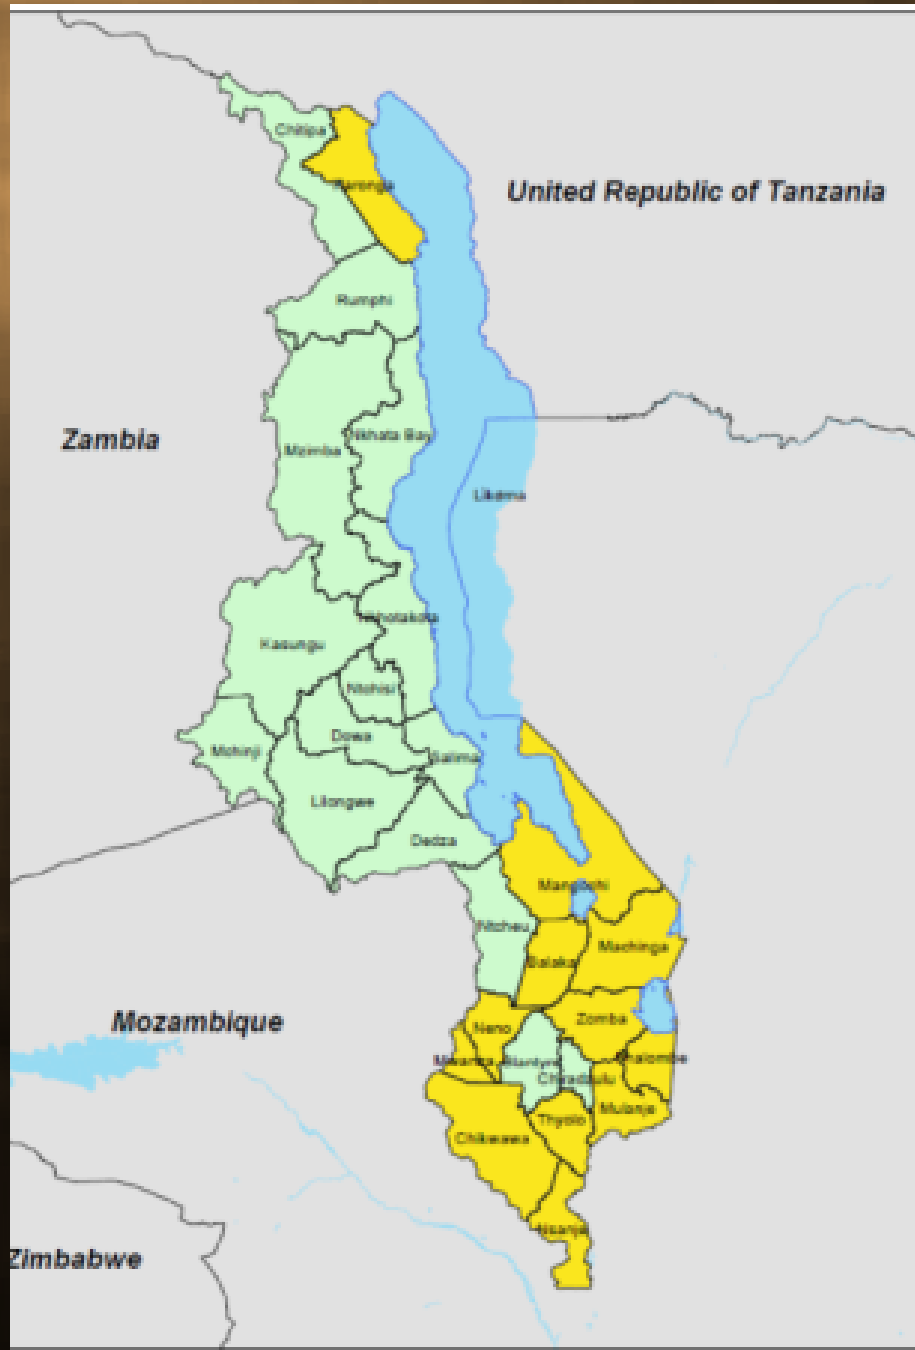 Chitipa
Karonga
United Republic of Tanzania
Rumphi
Zambia
Nkhata Bay
Mzimba
Likoma
Nkhotakota
Kasungu
Ntchisi
Dowa
Mchinji
Salima
Lilongwe
Dedza
Mangochi
Ntcheu
Machinga
Balaka
Mozambique
Zomba
Neno
Mwanza
Blantyre
Phalombe
Chiradzulu
Mulanje
Thyolo
Chikwawa
Nsanje
Zimbabwe